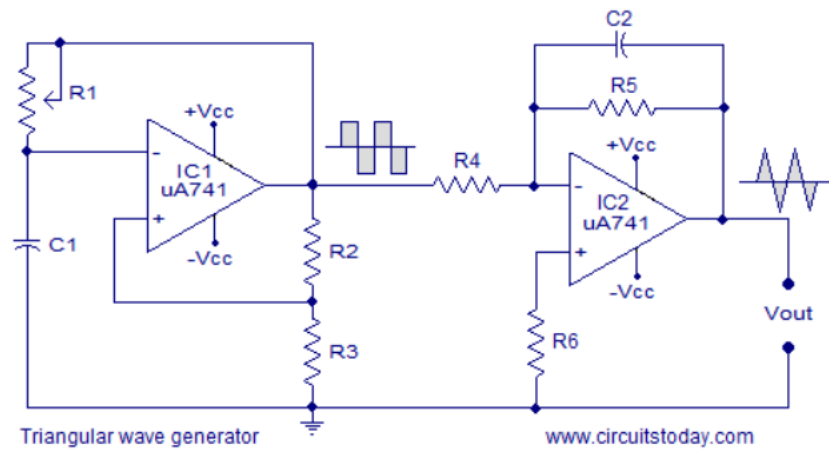 C2
R5
R1
+Vcc
IC1
uA741
-
+
-Vcc
C1
R2
R3
R4
+Vcc
IC2
uA741
-
+
-Vcc
R6
Vout
Triangular wave generator
www.circuitstoday.com